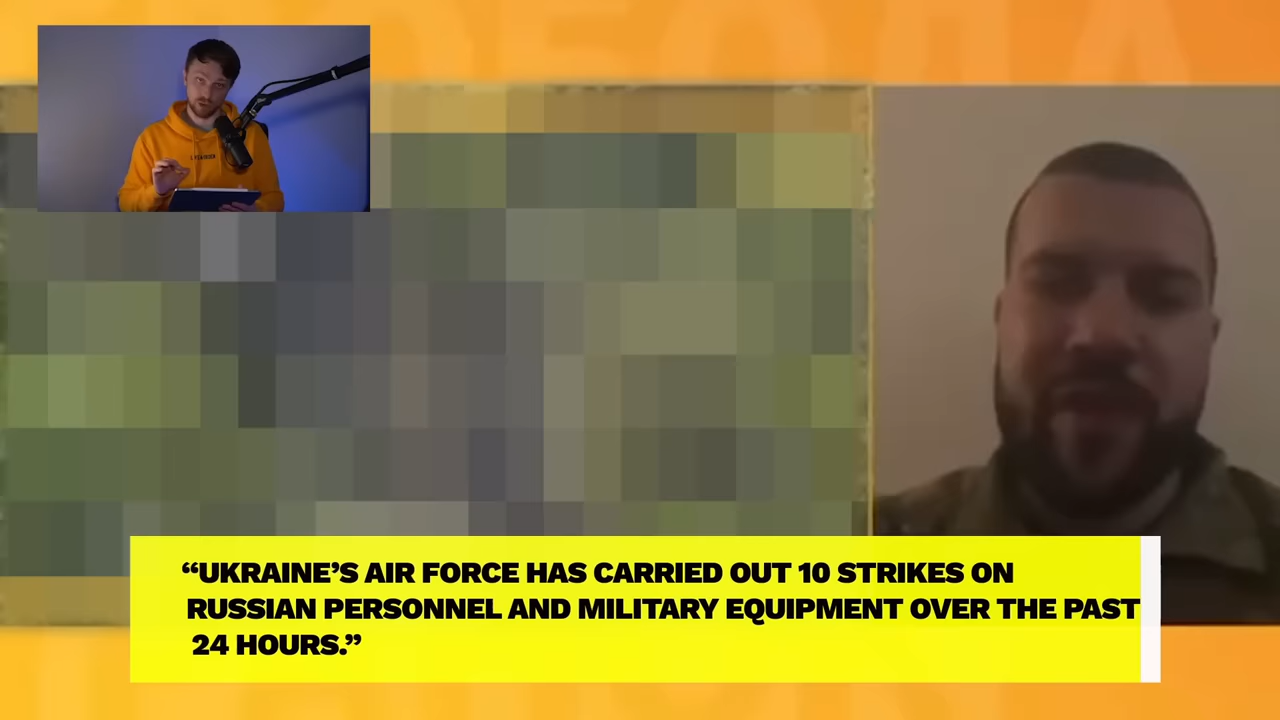 “UKRAINE’S AIR FORCE HAS CARRIED OUT 10 STRIKES ON
RUSSIAN PERSONNEL AND MILITARY EQUIPMENT OVER THE PAST
24 HOURS.”